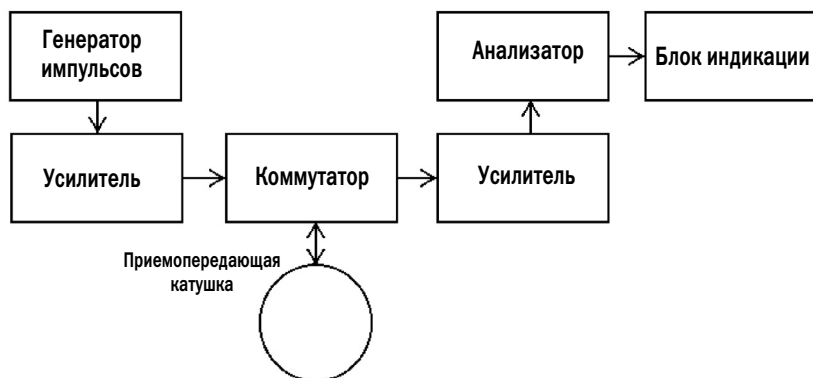 Генератор
импульсов
Анализатор
Блок индикации
Усилитель
Коммутатор
Усилитель
Приемопередающая
катушка